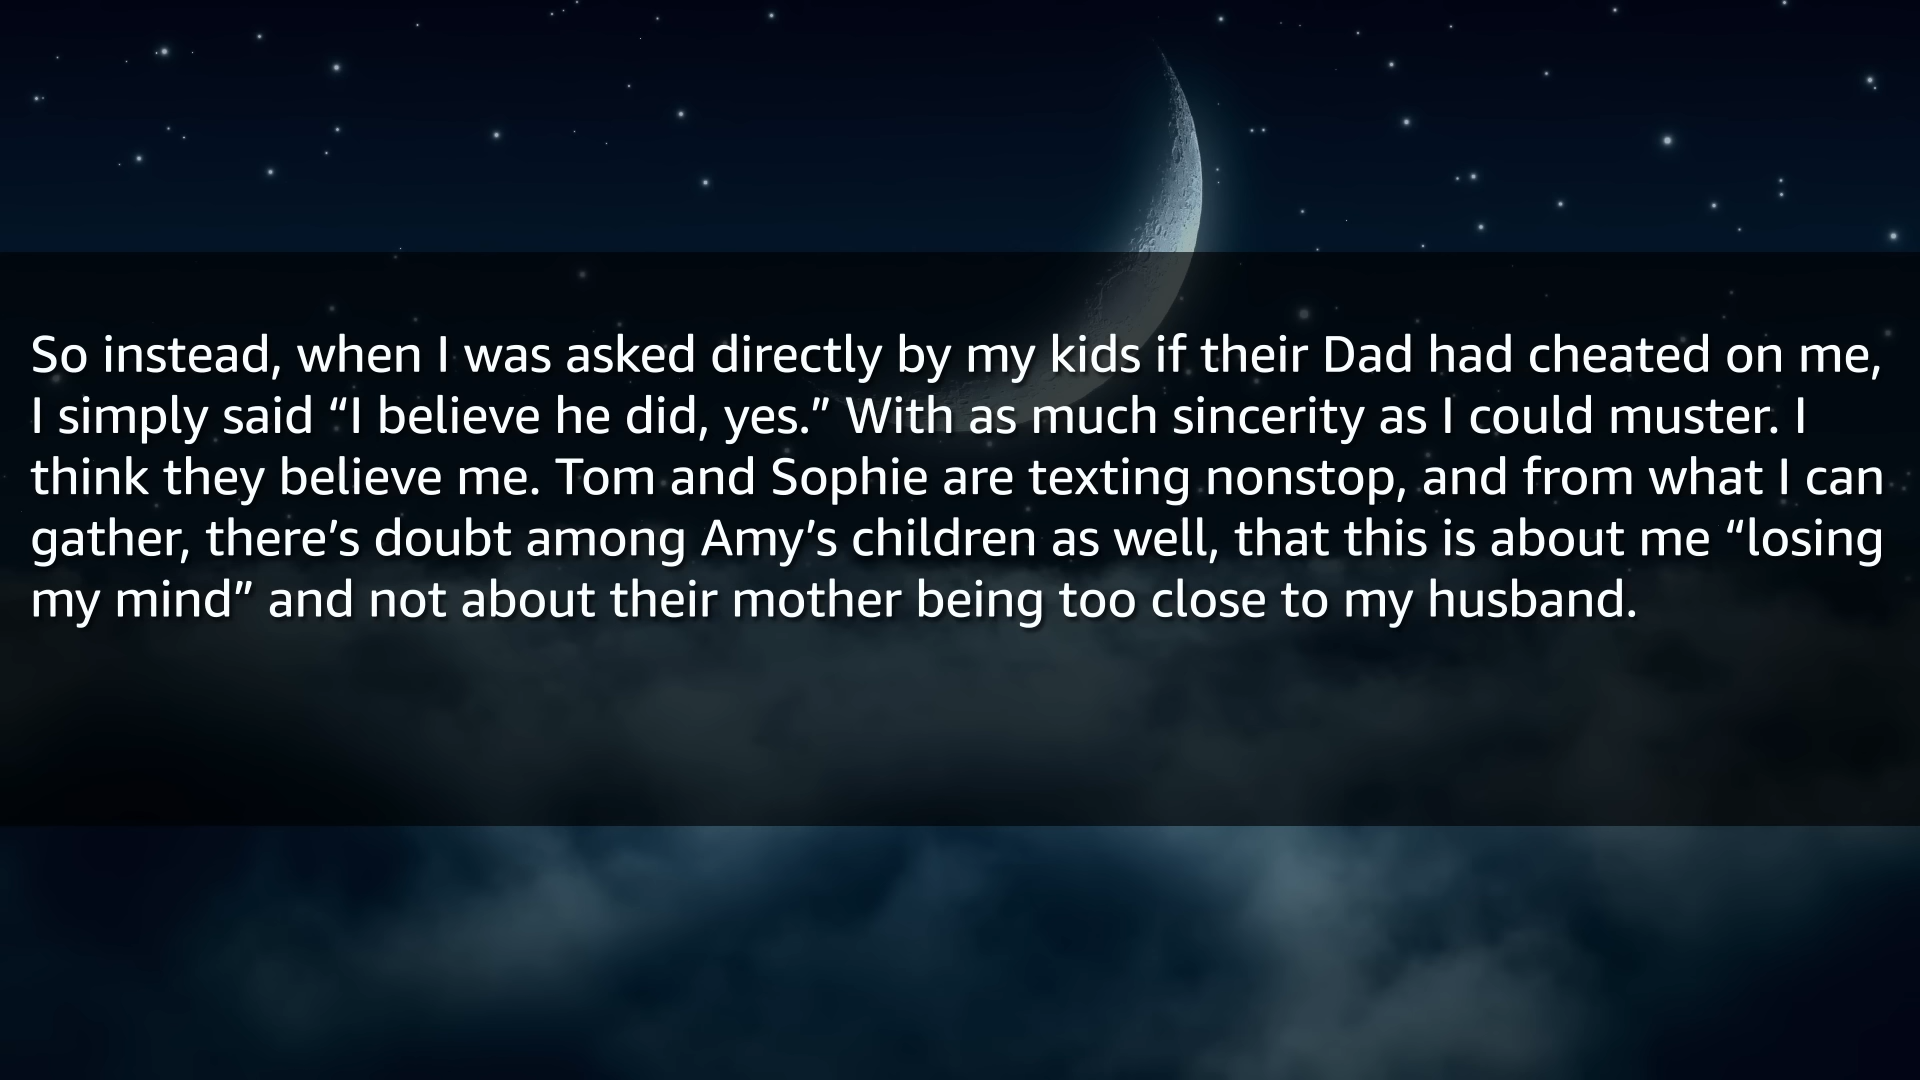 So instead, when I was asked directly by my kids if their Dad had cheated on me,
I simply said “I believe he did, yes.” With as much sincerity as I could muster. I
think they believe me. Tom and Sophie are texting nonstop, and from what I can
gather, there’s doubt among Amy’s children as well, that this is about me “losing
my mind” and not about their mother being too close to my husband.